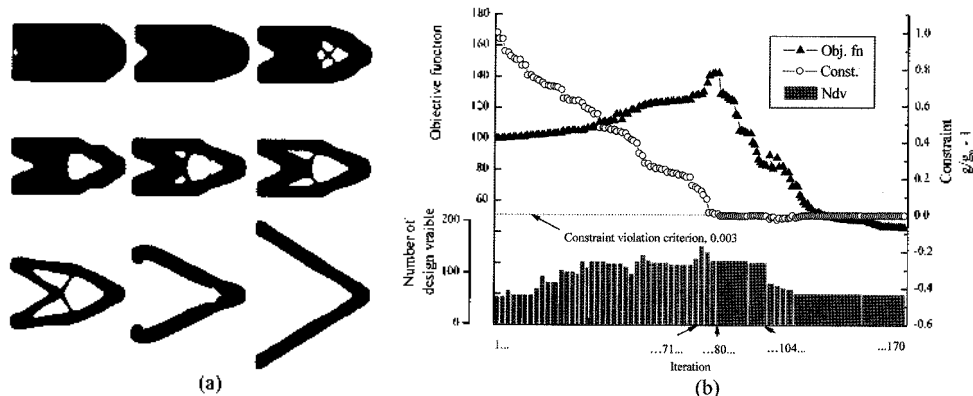 (a)
180
160
140
120
100
80
60
Objective function
200
100
0
Number of
design vraible
Obj. fn
Const.
Ndv
1.0
0.8
0.6
0.4
0.2
0.0
-0.2
-0.4
-0.6
Constraint
g/g₀ - 1
Constraint violation criterion, 0.003
1...
...71...
...80...
...104...
...170
Iteration
(b)